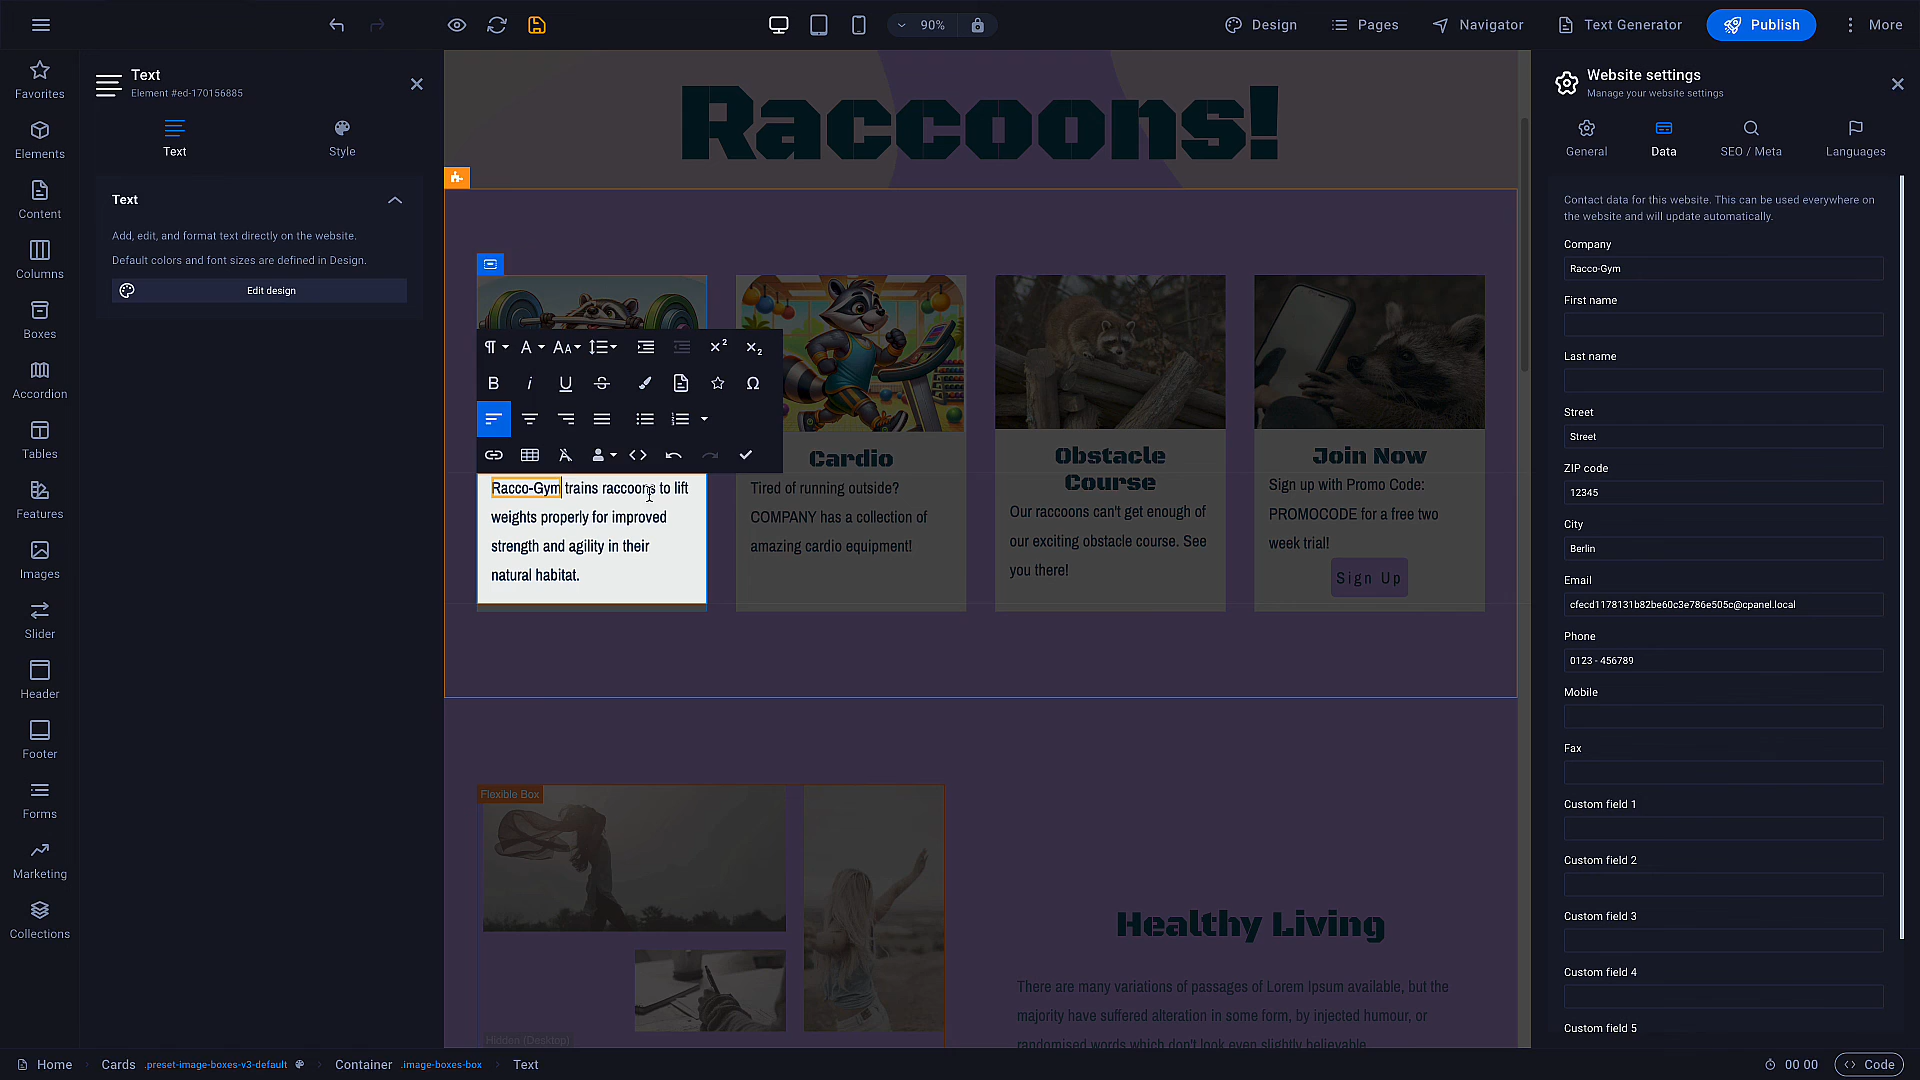 90%
Design
Pages
Navigator
Text Generator
Publish
More
Favorites
Elements
Content
Columns
Boxes
Accordion
Tables
Features
Images
Slider
Header
Footer
Forms
Marketing
Collections
Text
Element #ed-170156885
Text
Style
Text
Add, edit, and format text directly on the website.
Default colors and font sizes are defined in Design.
Edit design
Raccoons!
Racco-Gym trains raccoons to lift
weights properly for improved
strength and agility in their
natural habitat.
Cardio
Tired of running outside?
COMPANY has a collection of
amazing cardio equipment!
Obstacle
Course
Our raccoons can't get enough of
our exciting obstacle course. See
you there!
Join Now
Sign up with Promo Code:
PROMOCODE for a free two
week trial!
Sign Up
Flexible Box
Hidden (Desktop)
Healthy Living
There are many variations of passages of Lorem Ipsum available, but the
majority have suffered alteration in some form, by injected humour, or
randomised words which don't look even slightly believable.
Website settings
Manage your website settings
General
Data
SEO / Meta
Languages
Contact data for this website. This can be used everywhere on
the website and will update automatically.
Company
Racco-Gym
First name
Last name
Street
Street
ZIP code
12345
City
Berlin
Email
cfecd1178131b82be60c3e786e505c@cpanel.local
Phone
0123 - 456789
Mobile
Fax
Custom field 1
Custom field 2
Custom field 3
Custom field 4
Custom field 5
Home
Cards .preset-image-boxes-v3-default
Container .image-boxes-box
Text
00 00
Code